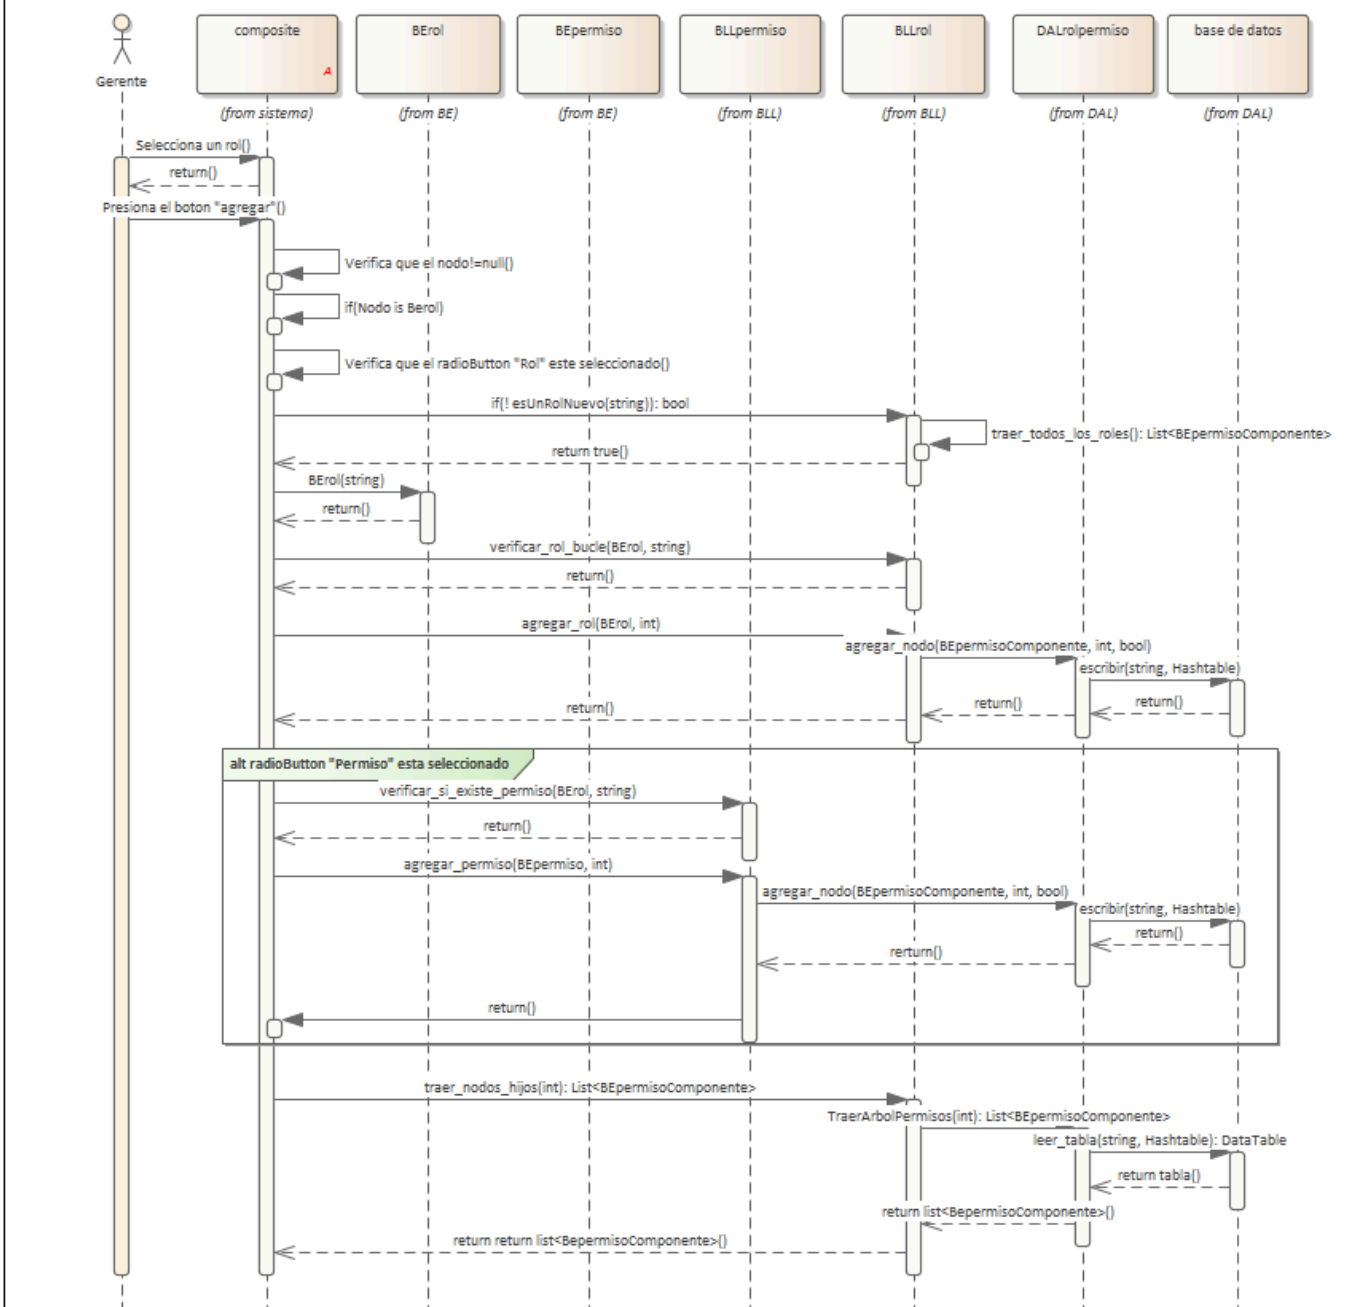 composite
BErol
BEpermiso
BLLpermiso
BLLrol
DALrolpermiso
base de datos
A
Gerente
(from sistema)
(from BE)
(from BE)
(from BLL)
(from BLL)
(from DAL)
(from DAL)
Selecciona un rol()
return()
Presiona el boton "agregar"()
Verifica que el nodo!=null()
if(Nodo is Berol)
Verifica que el radioButton "Rol" este seleccionado()
if(! esUnRolNuevo(string)): bool
traer_todos_los_roles(): List<BEpermisoComponente>
return true()
BErol(string)
return()
verificar_rol_bucle(BErol, string)
return()
agregar_rol(BErol, int)
agregar_nodo(BEpermisoComponente, int, bool)
escribir(string, Hashtable)
return()
return()
return()
alt radioButton "Permiso" esta seleccionado
verificar_si_existe_permiso(BErol, string)
return()
agregar_permiso(BEpermiso, int)
agregar_nodo(BEpermisoComponente, int, bool)
escribir(string, Hashtable)
return()
rerturn()
return()
traer_nodos_hijos(int): List<BEpermisoComponente>
TraerArbolPermisos(int): List<BEpermisoComponente>
leer_tabla(string, Hashtable): DataTable
return tabla()
return list<BepermisoComponente>()
return return list<BepermisoComponente>()